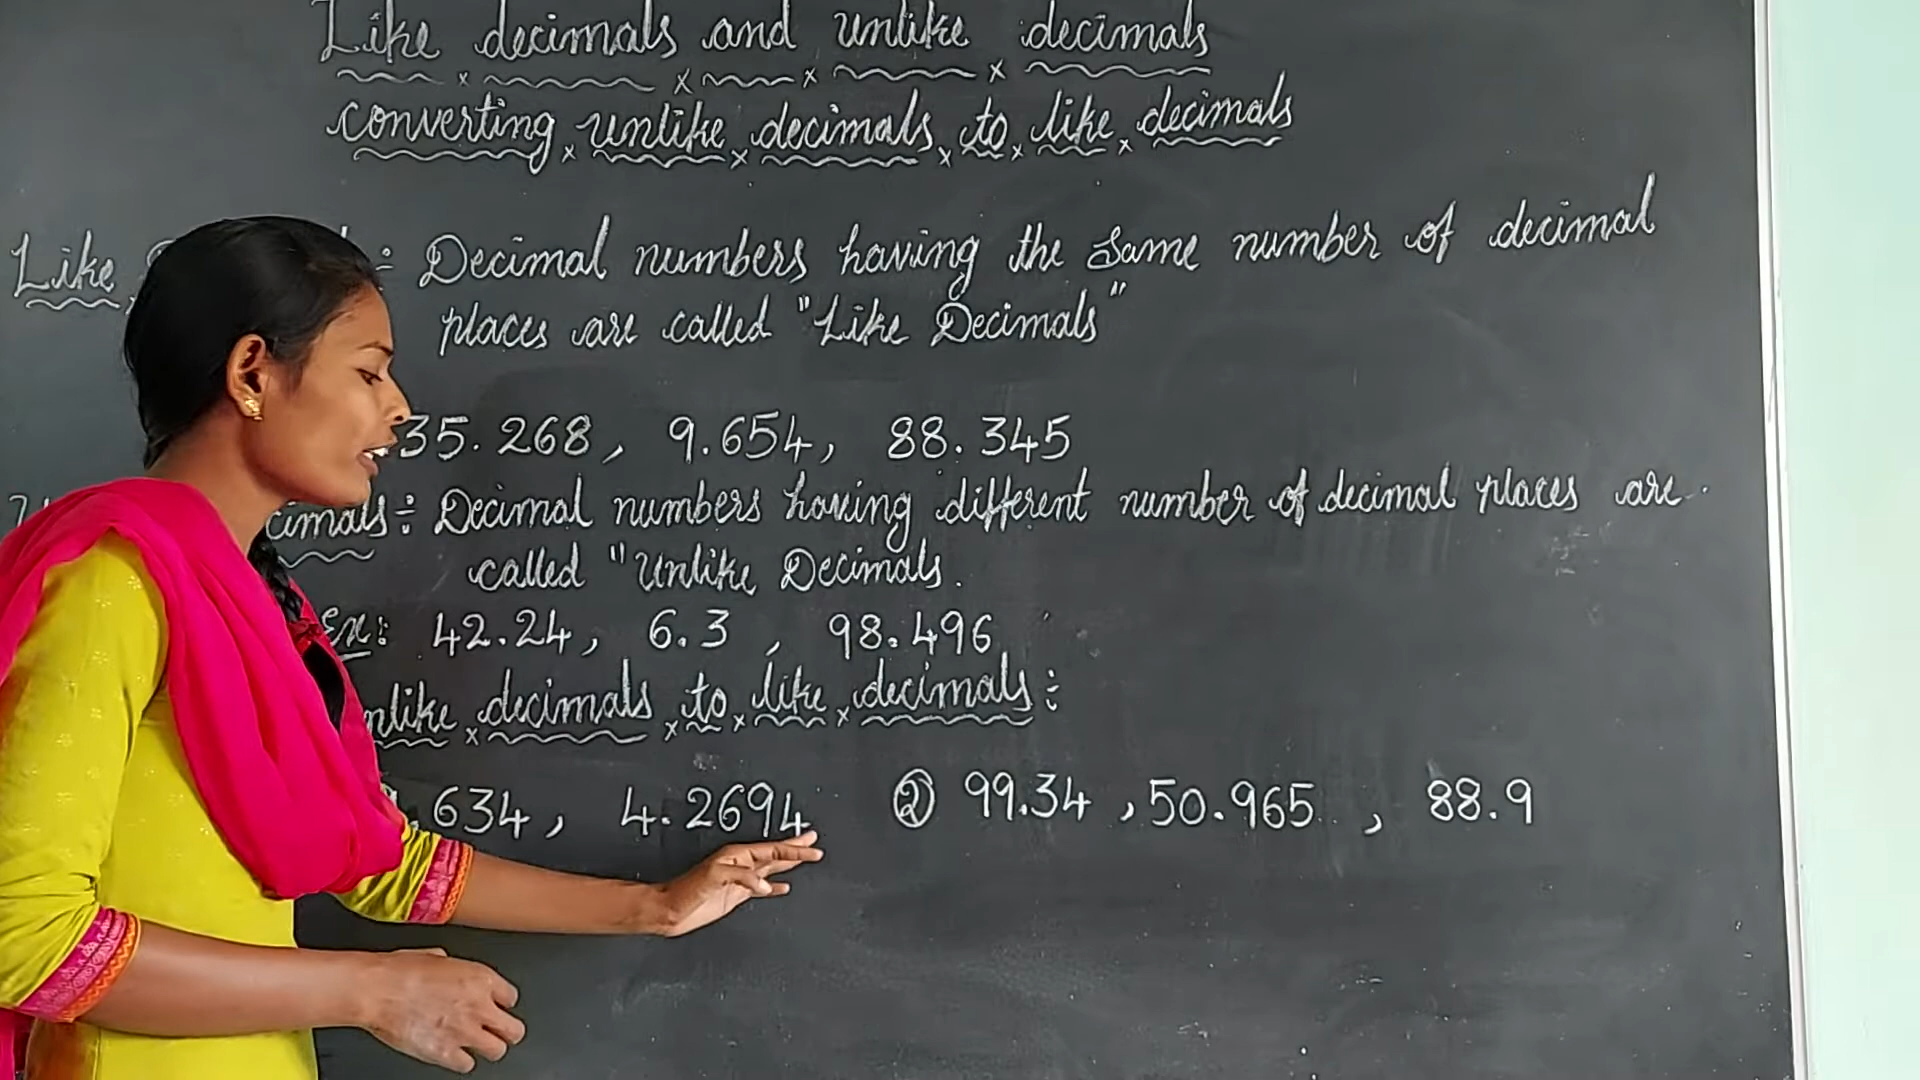 Like decimals and unlike decimals
converting unlike decimals to like decimals
Like : Decimal numbers having the same number of decimal
places are called "Like Decimals"
35.268, 9.654, 88.345
cimals : Decimal numbers having different number of decimal places are
called "Unlike Decimals.
Ex: 42.24, 6.3, 98.496
nlike decimals to like decimals :
.634, 4.2694 ② 99.34, 50.965, 88.9